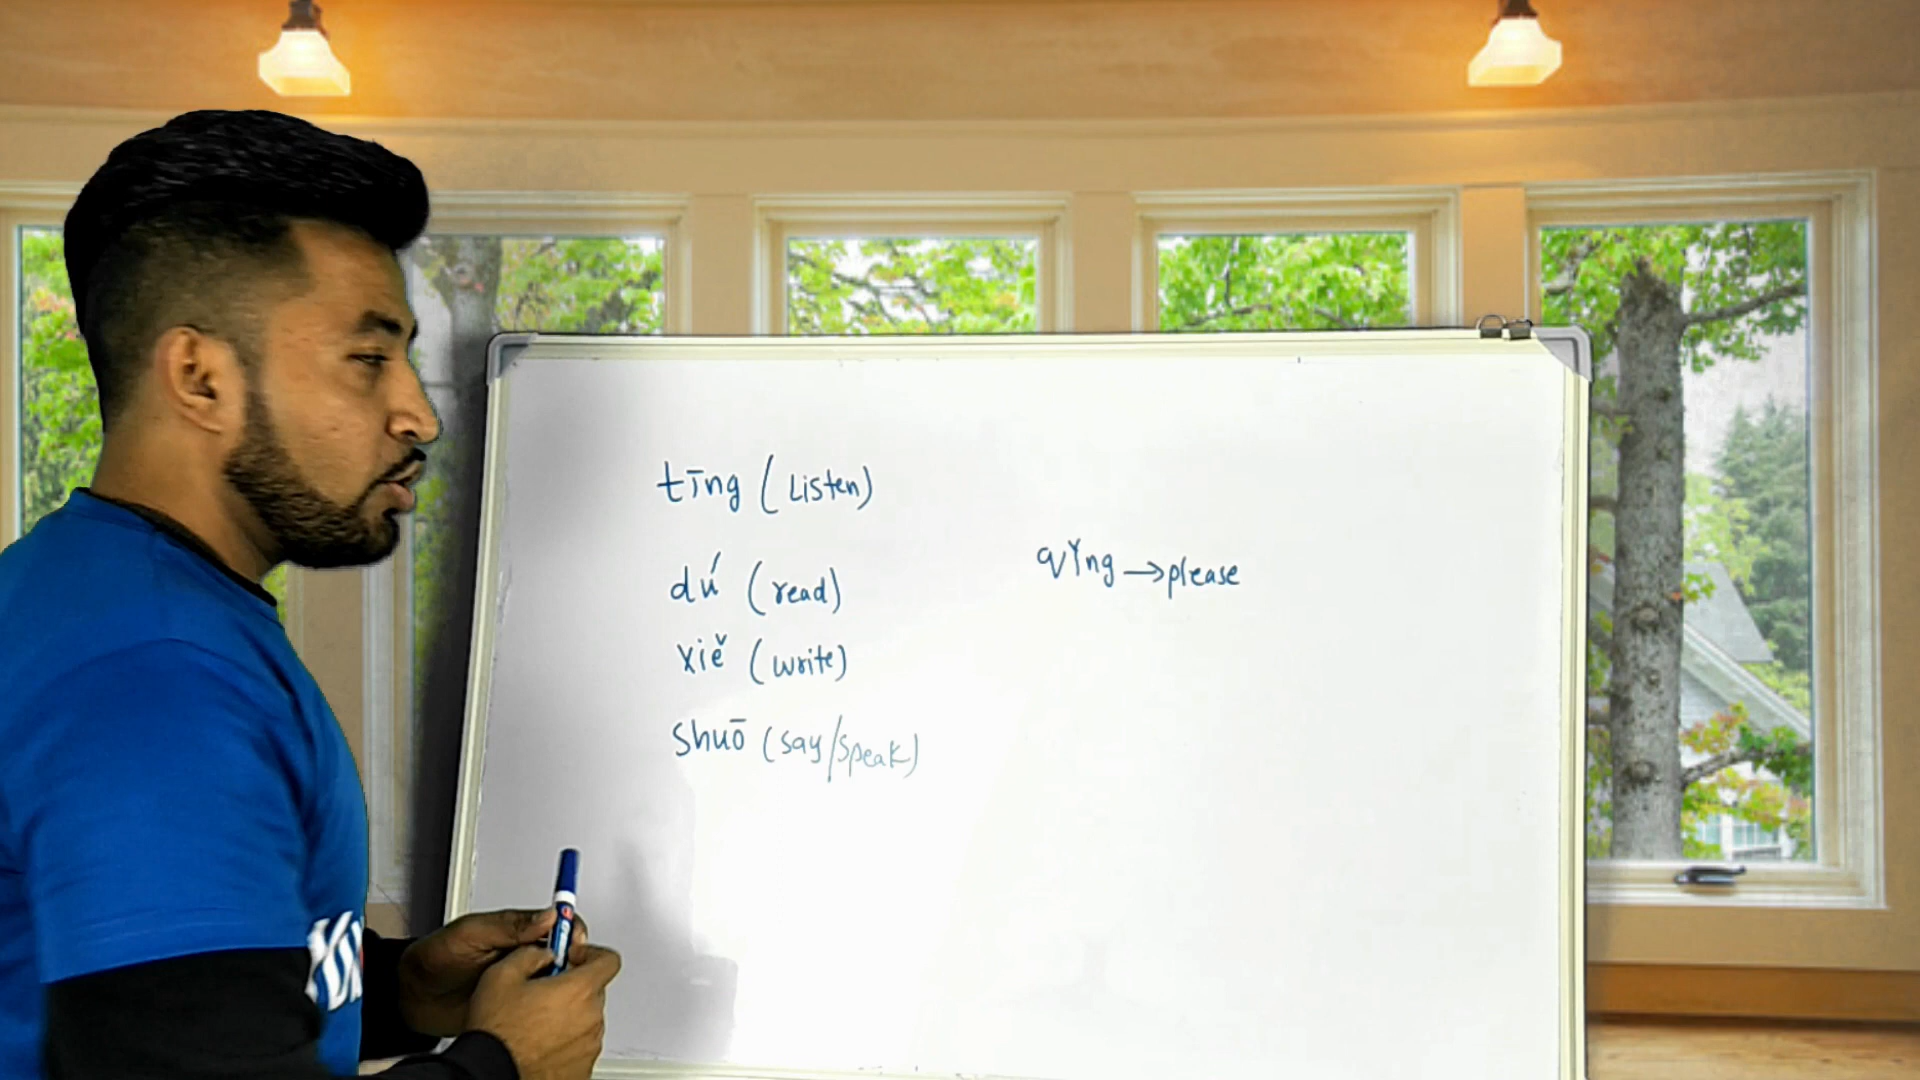 tīng (Listen)
dú (read)
xiě (write)
shuō (say/speak)
qǐng → please